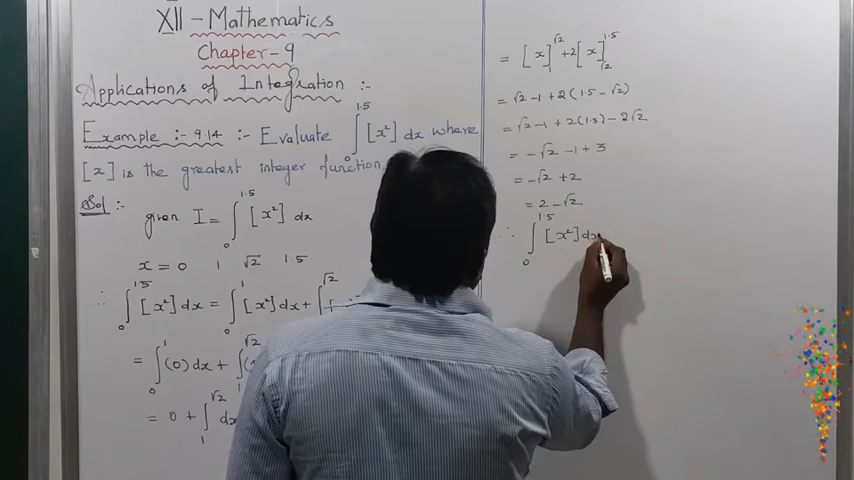 XII - Mathematics
Chapter - 9
Applications of Integration :-
Example :- 9.14 :- Evaluate ∫₀^1.5 [x²] dx where
[x] is the greatest integer function
Sol :-
given I = ∫₀^1.5 [x²] dx
x = 0 1 √2 1.5
∴ ∫₀^1.5 [x²] dx = ∫₀^1 [x²] dx + ∫^√2 [
= ∫₀^1 (0) dx + ∫₁^√2 (
= 0 + ∫₁^√2 dx
= [x]₁^√2 + 2[x]_√2^1.5
= √2 - 1 + 2(1.5 - √2)
= √2 - 1 + 2(1.5) - 2√2
= -√2 - 1 + 3
= -√2 + 2
= 2 - √2
∴ ∫₀^1.5 [x²] dx